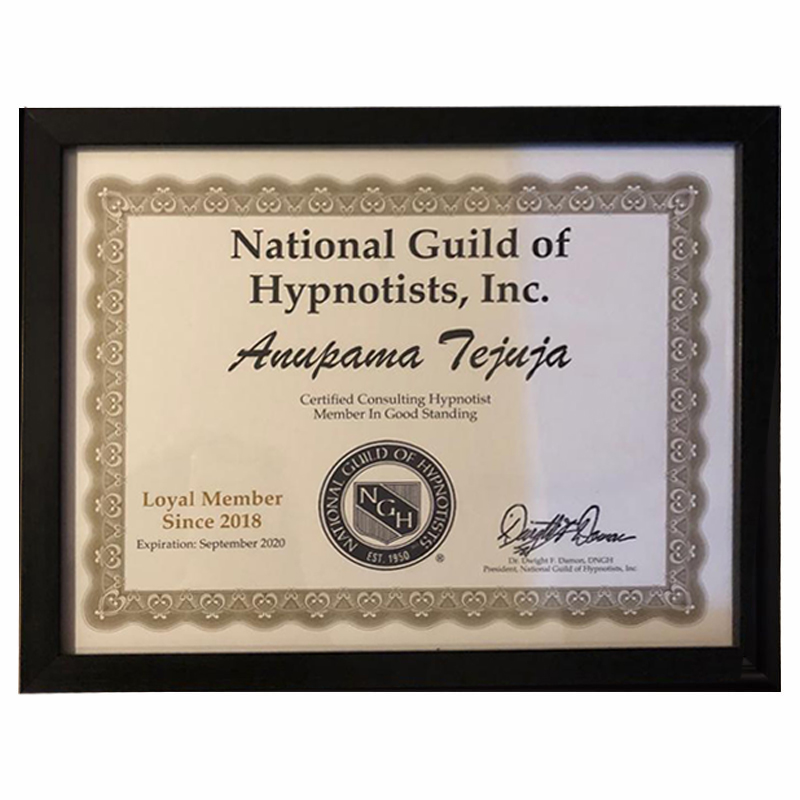 National Guild of
Hypnotists, Inc.
Anupama Tejuja
Certified Consulting Hypnotist
Member In Good Standing
Loyal Member
Since 2018
Expiration: September 2020
NATIONAL GUILD OF HYPNOTISTS
NGH
EST. 1950
®
Dwight F. Damon
Dr. Dwight F. Damon, DNGH
President, National Guild of Hypnotists, Inc.